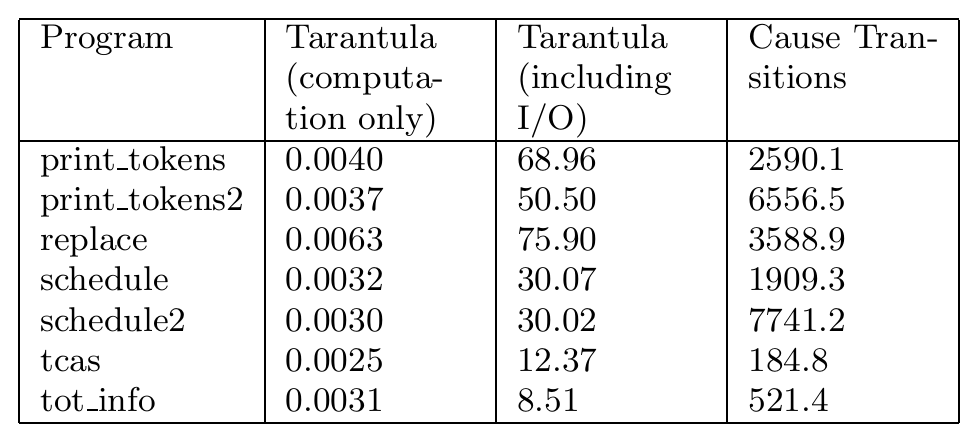 Program Tarantula Tarantula Cause Tran-
(computa- (including sitions
tion only) I/O)
print_tokens 0.0040 68.96 2590.1
print_tokens2 0.0037 50.50 6556.5
replace 0.0063 75.90 3588.9
schedule 0.0032 30.07 1909.3
schedule2 0.0030 30.02 7741.2
tcas 0.0025 12.37 184.8
tot_info 0.0031 8.51 521.4